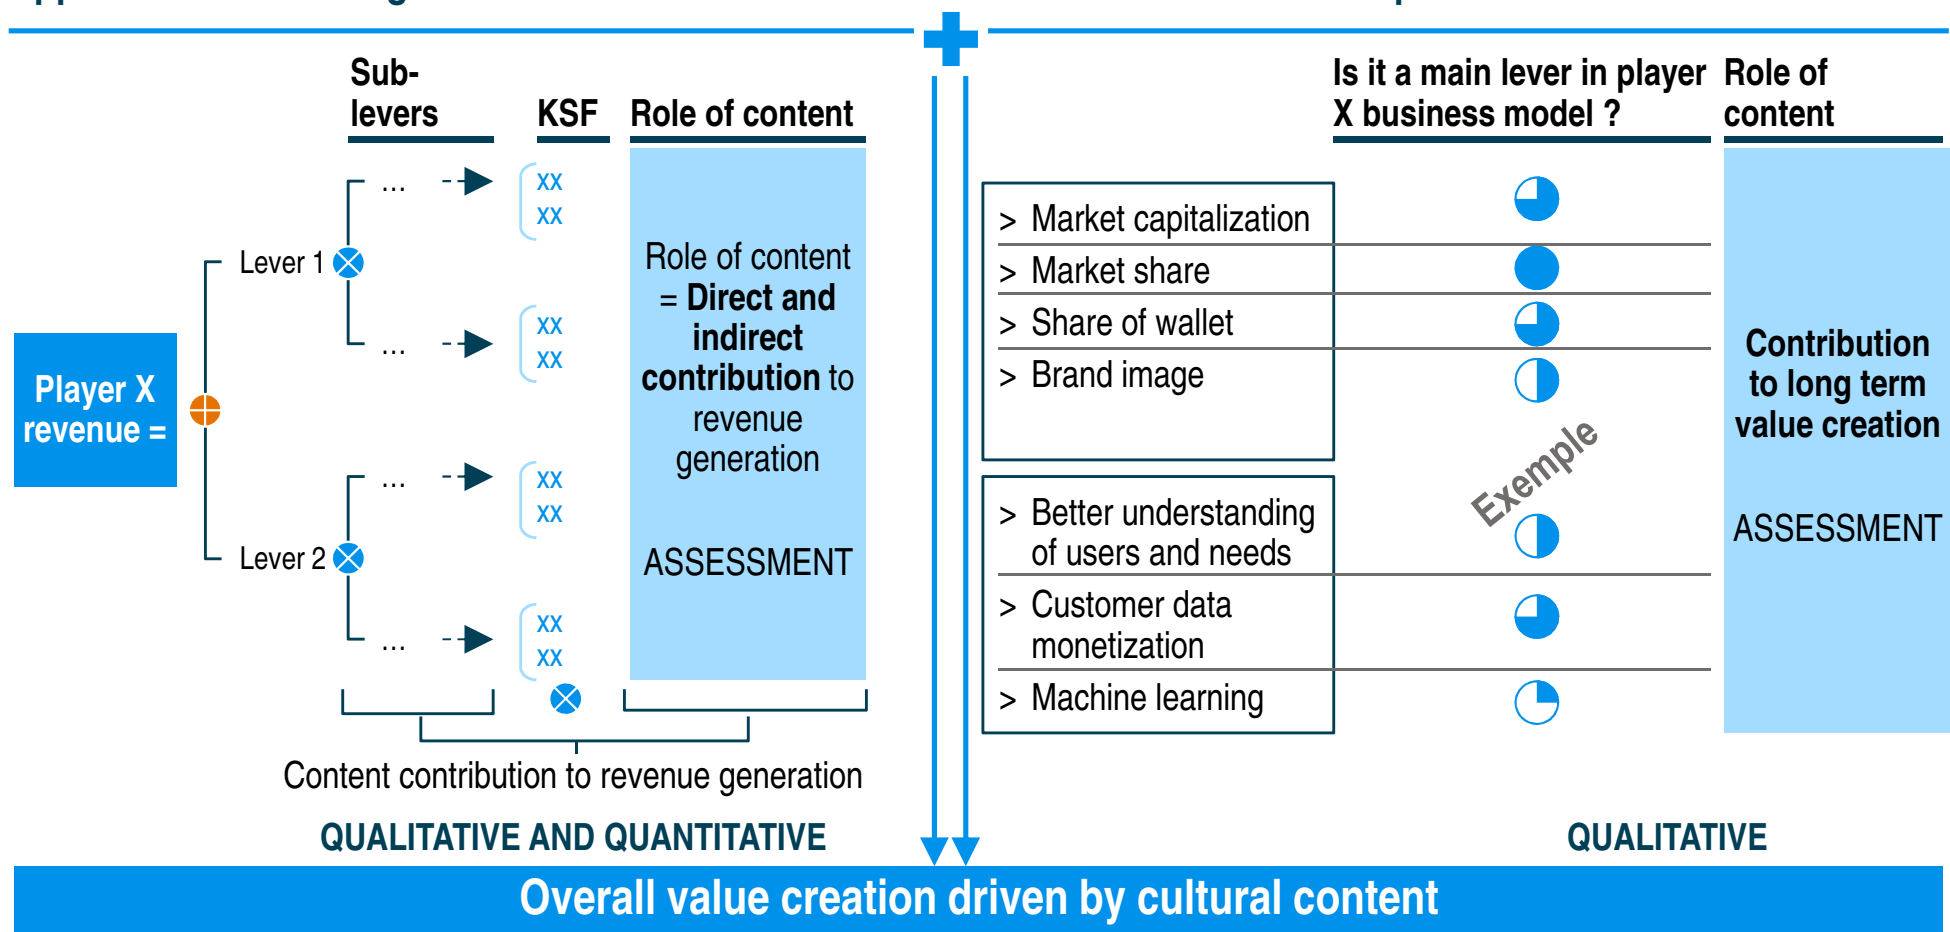 Sub-
levers
KSF
Role of content
Is it a main lever in player
X business model ?
Role of
content
Player X
revenue =
Lever 1
Lever 2
...
...
...
...
XX
XX
XX
XX
XX
XX
XX
XX
Role of content
= Direct and
indirect
contribution to
revenue
generation
ASSESSMENT
Content contribution to revenue generation
QUALITATIVE AND QUANTITATIVE
> Market capitalization
> Market share
> Share of wallet
> Brand image
Exemple
> Better understanding
of users and needs
> Customer data
monetization
> Machine learning
Contribution
to long term
value creation
ASSESSMENT
QUALITATIVE
Overall value creation driven by cultural content